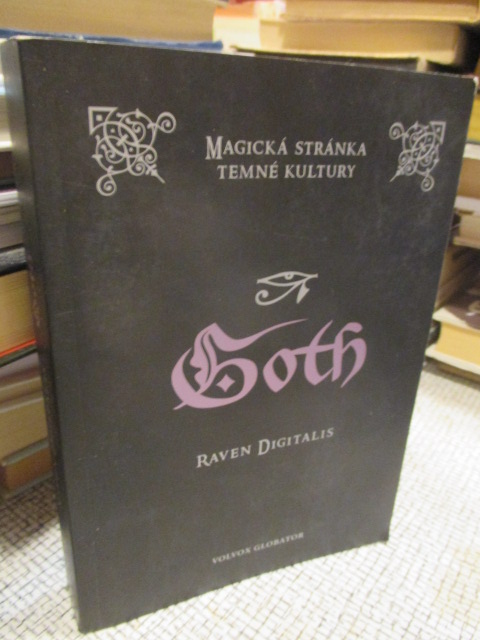 MAGICKÁ STRÁNKA
TEMNÉ KULTURY
Goth
RAVEN DIGITALIS
VOLVOX GLOBATOR